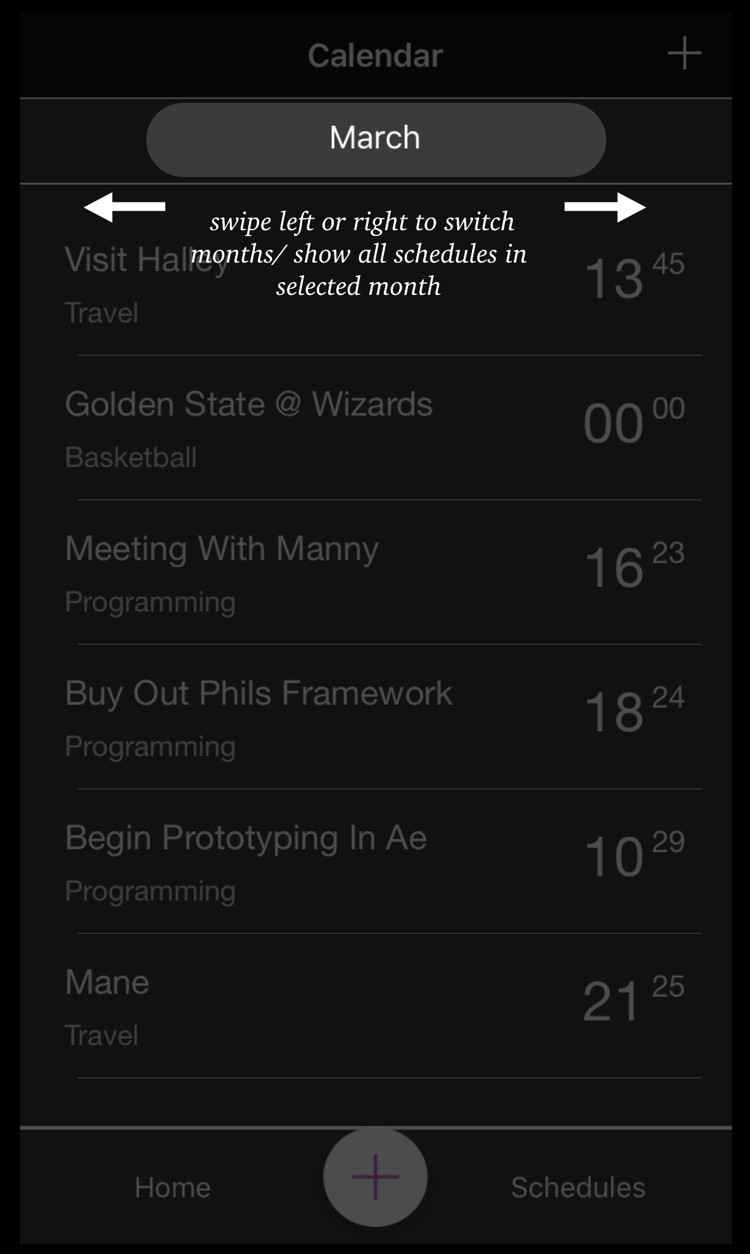 Calendar
March
swipe left or right to switch
months/ show all schedules in
selected month
Visit Halley
13 45
Travel
Golden State @ Wizards
00 00
Basketball
Meeting With Manny
16 23
Programming
Buy Out Phils Framework
18 24
Programming
Begin Prototyping In Ae
10 29
Programming
Mane
21 25
Travel
Home
Schedules